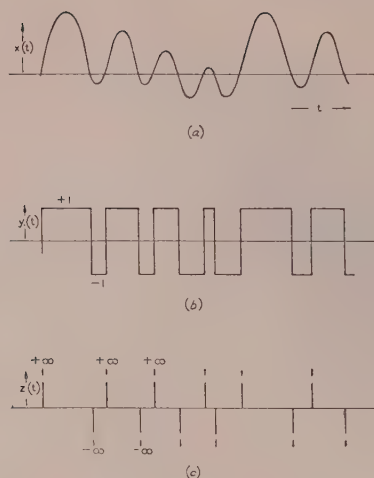 x(t)
t
(a)
+1
y(t)
-1
(b)
+∞ +∞ +∞
z(t)
-∞ -∞
(c)